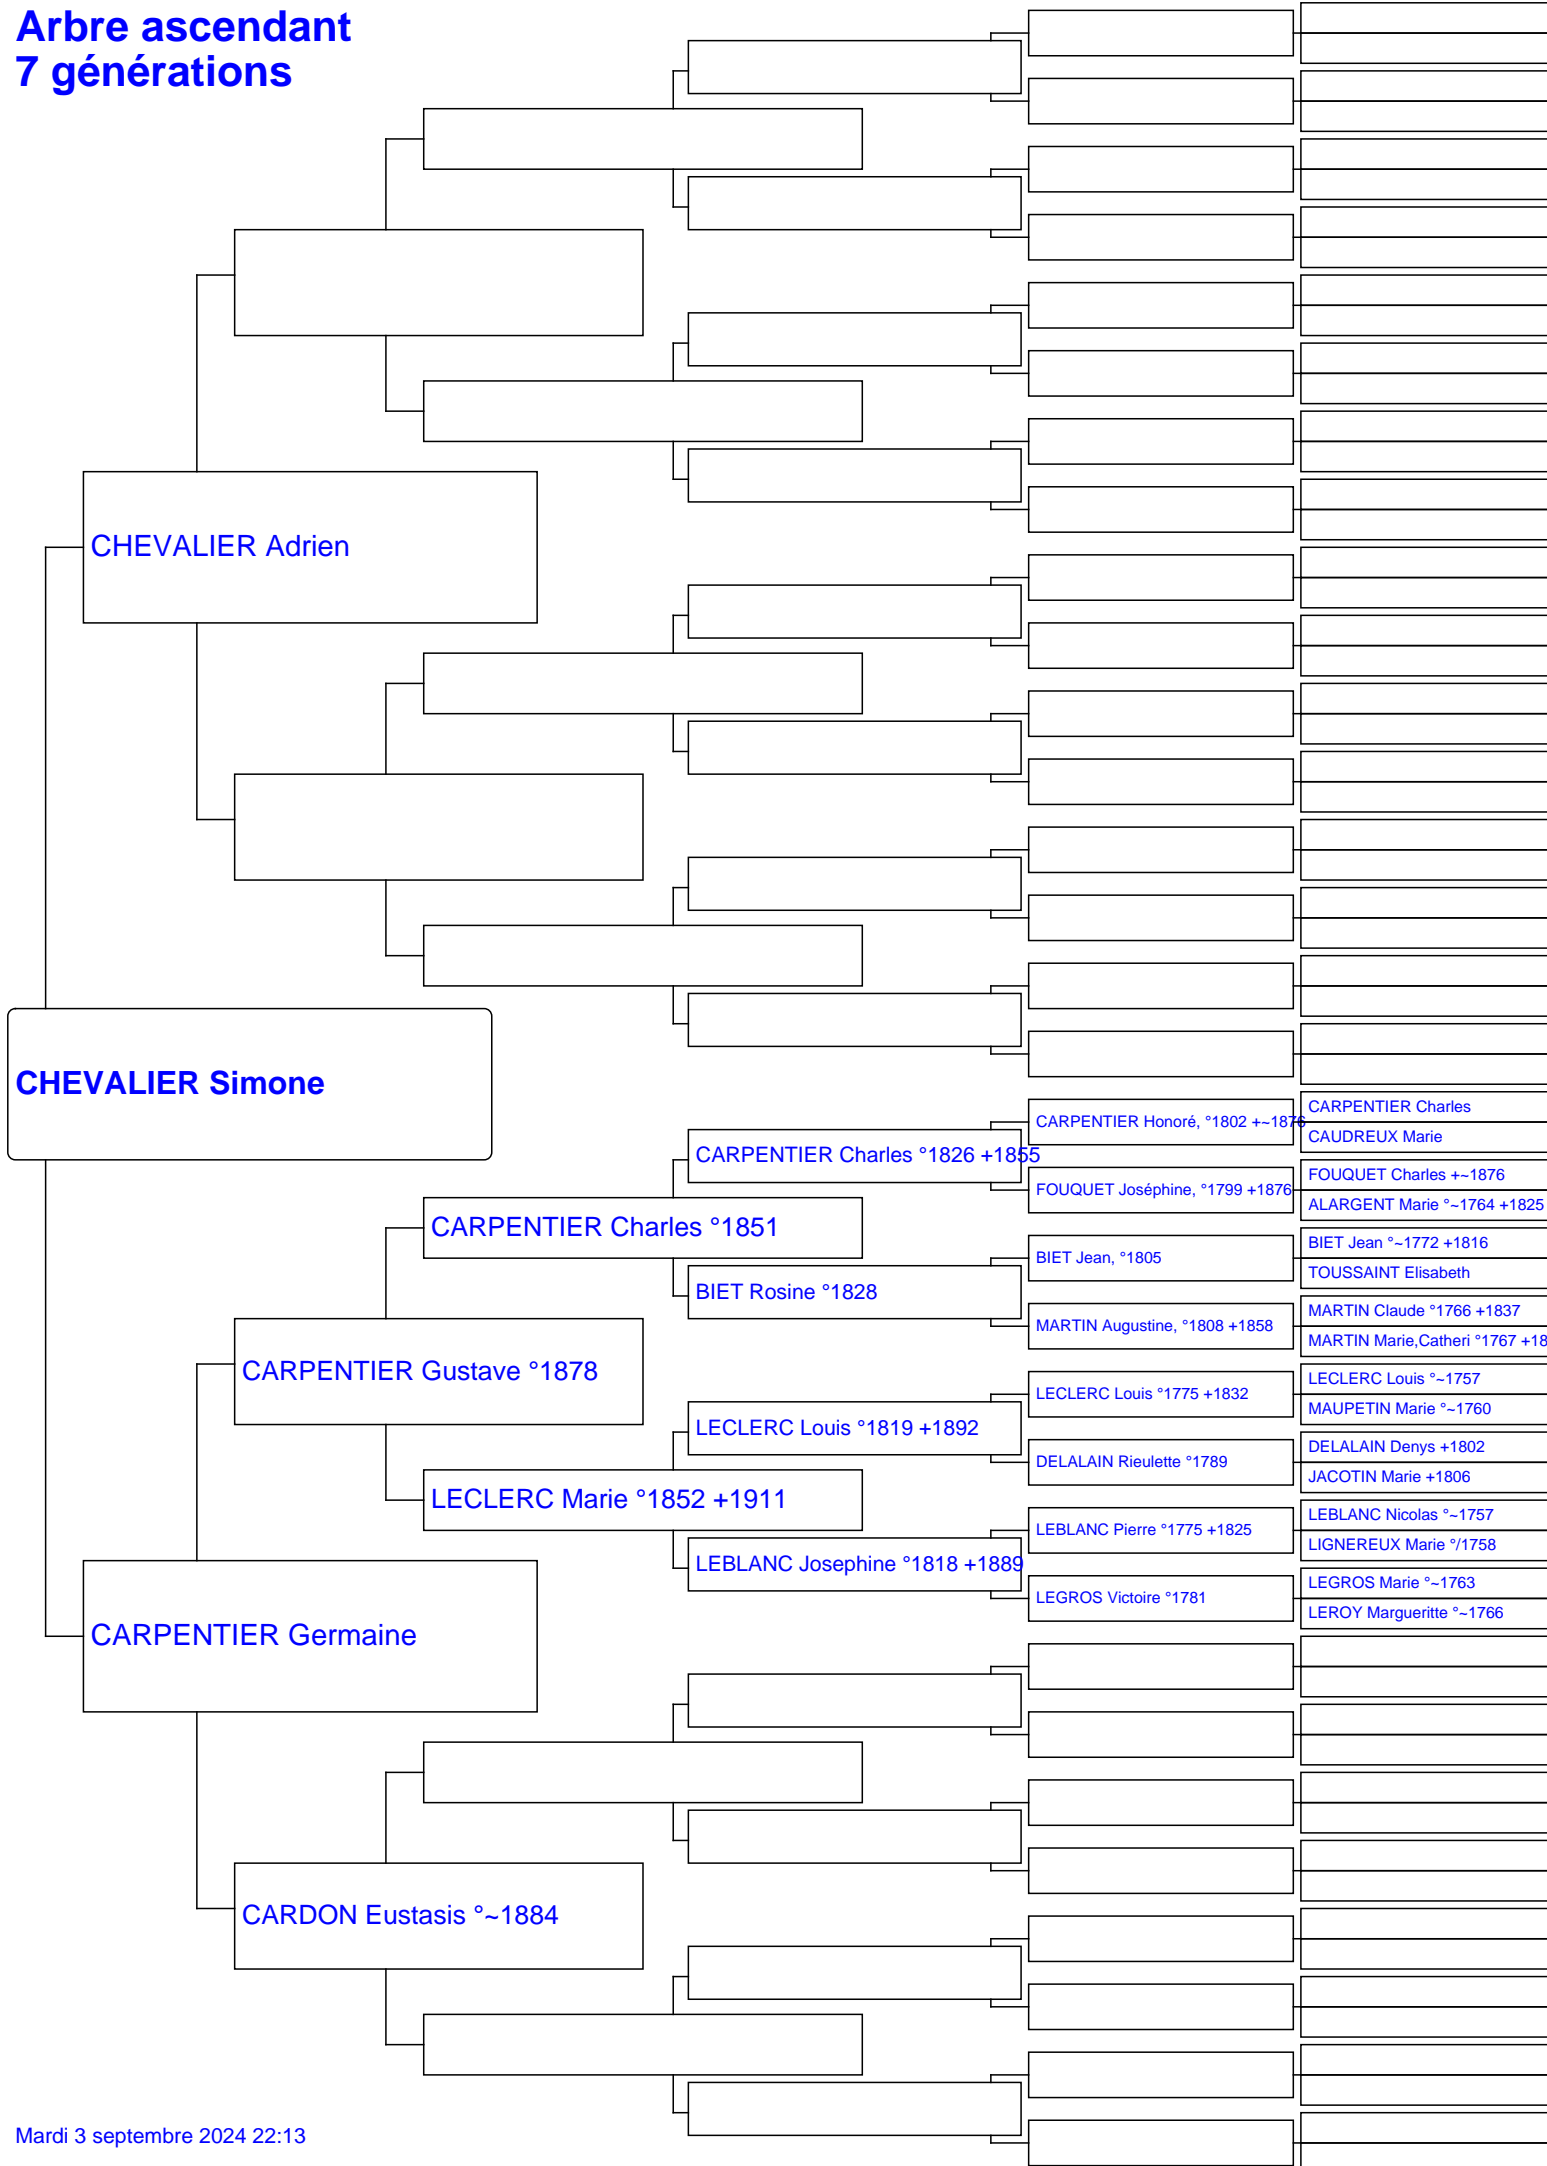 Arbre ascendant
7 générations
CHEVALIER Adrien
CHEVALIER Simone
CARPENTIER Charles
CARPENTIER Honoré, °1802 +~1876
CAUDREUX Marie
CARPENTIER Charles °1826 +1855
FOUQUET Charles +~1876
FOUQUET Joséphine, °1799 +1876
ALARGENT Marie °~1764 +1825
CARPENTIER Charles °1851
BIET Jean °~1772 +1816
BIET Jean, °1805
TOUSSAINT Elisabeth
BIET Rosine °1828
MARTIN Claude °1766 +1837
MARTIN Augustine, °1808 +1858
MARTIN Marie,Catheri °1767 +18
CARPENTIER Gustave °1878
LECLERC Louis °~1757
LECLERC Louis °1775 +1832
MAUPETIN Marie °~1760
LECLERC Louis °1819 +1892
DELALAIN Denys +1802
DELALAIN Rieulette °1789
JACOTIN Marie +1806
LECLERC Marie °1852 +1911
LEBLANC Nicolas °~1757
LEBLANC Pierre °1775 +1825
LIGNEREUX Marie °/1758
LEBLANC Josephine °1818 +1889
LEGROS Marie °~1763
LEGROS Victoire °1781
LEROY Margueritte °~1766
CARPENTIER Germaine
CARDON Eustasis °~1884
Mardi 3 septembre 2024 22:13